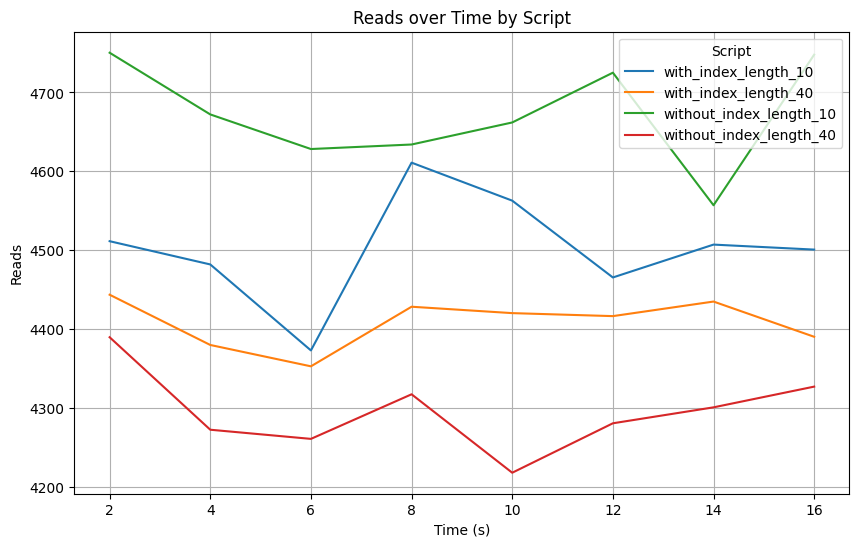 Reads over Time by Script
Script
with_index_length_10
with_index_length_40
without_index_length_10
without_index_length_40
4700
4600
4500
4400
4300
4200
Reads
2 4 6 8 10 12 14 16
Time (s)